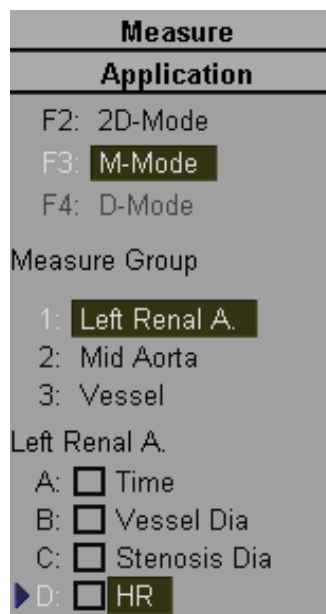 Measure
Application
F2: 2D-Mode
F3: M-Mode
F4: D-Mode
Measure Group
1: Left Renal A.
2: Mid Aorta
3: Vessel
Left Renal A.
A: Time
B: Vessel Dia
C: Stenosis Dia
D: HR